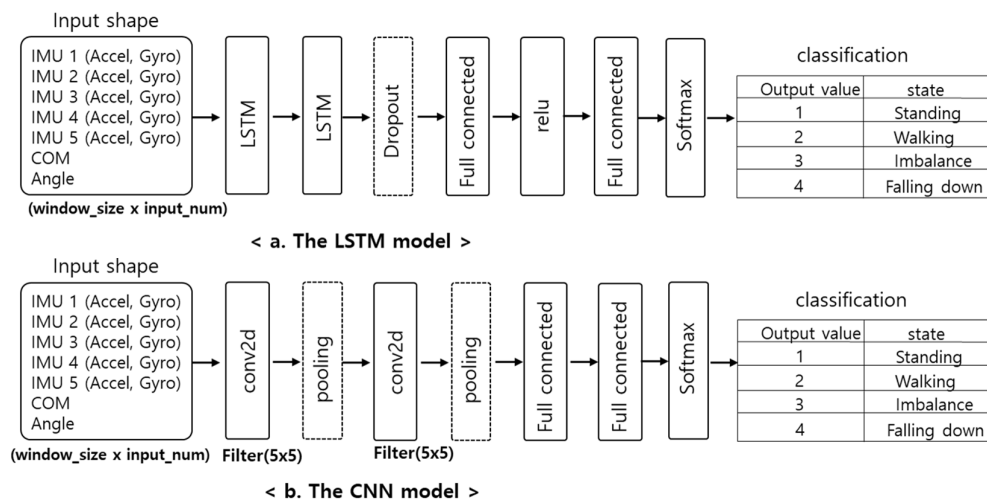 Input shape
IMU 1 (Accel, Gyro)
IMU 2 (Accel, Gyro)
IMU 3 (Accel, Gyro)
IMU 4 (Accel, Gyro)
IMU 5 (Accel, Gyro)
COM
Angle
(window_size x input_num)
LSTM
LSTM
Dropout
Full connected
relu
Full connected
Softmax
classification
Output value state
1 Standing
2 Walking
3 Imbalance
4 Falling down
< a. The LSTM model >
Input shape
IMU 1 (Accel, Gyro)
IMU 2 (Accel, Gyro)
IMU 3 (Accel, Gyro)
IMU 4 (Accel, Gyro)
IMU 5 (Accel, Gyro)
COM
Angle
(window_size x input_num)
conv2d
Filter(5x5)
pooling
conv2d
Filter(5x5)
pooling
Full connected
Full connected
Softmax
classification
Output value state
1 Standing
2 Walking
3 Imbalance
4 Falling down
< b. The CNN model >